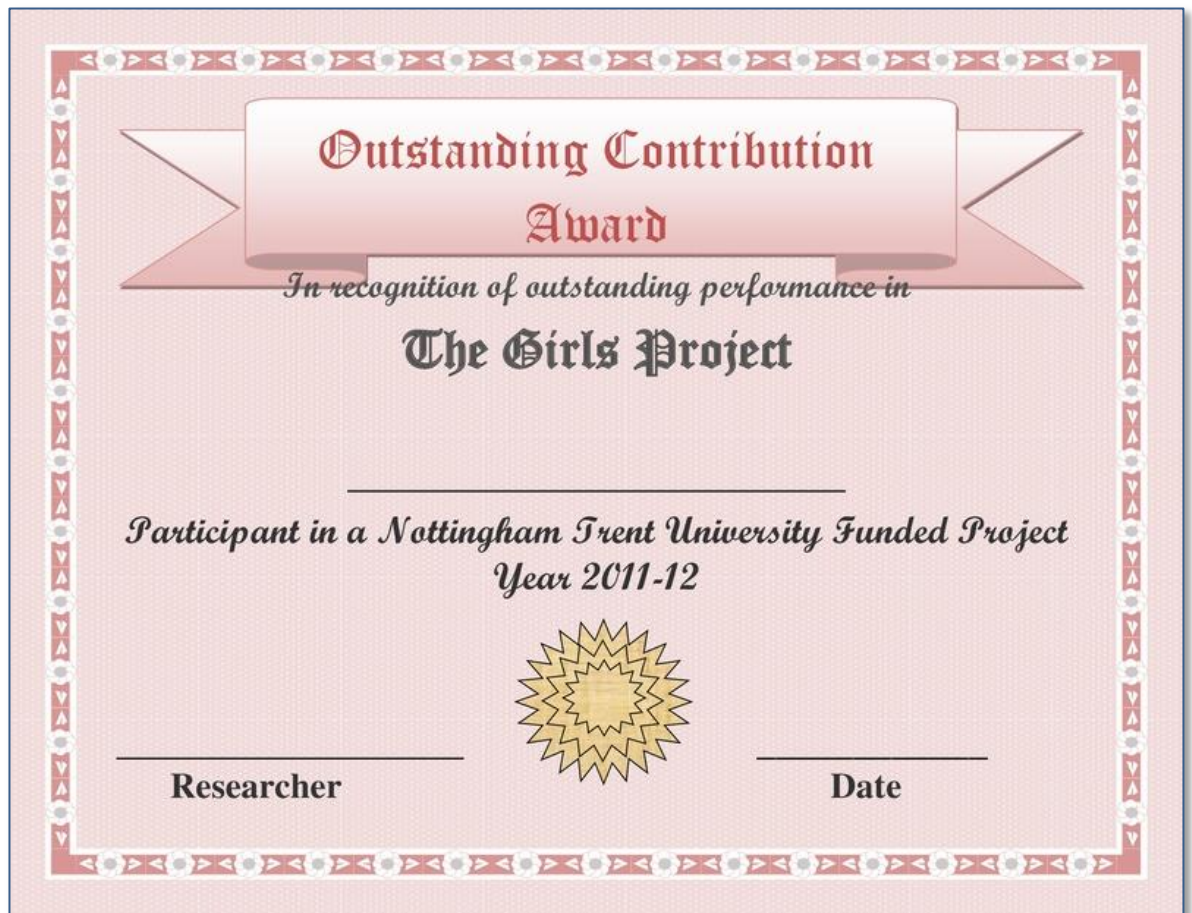 Outstanding Contribution
Award
In recognition of outstanding performance in
The Girls Project
Participant in a Nottingham Trent University Funded Project
Year 2011-12
Researcher
Date